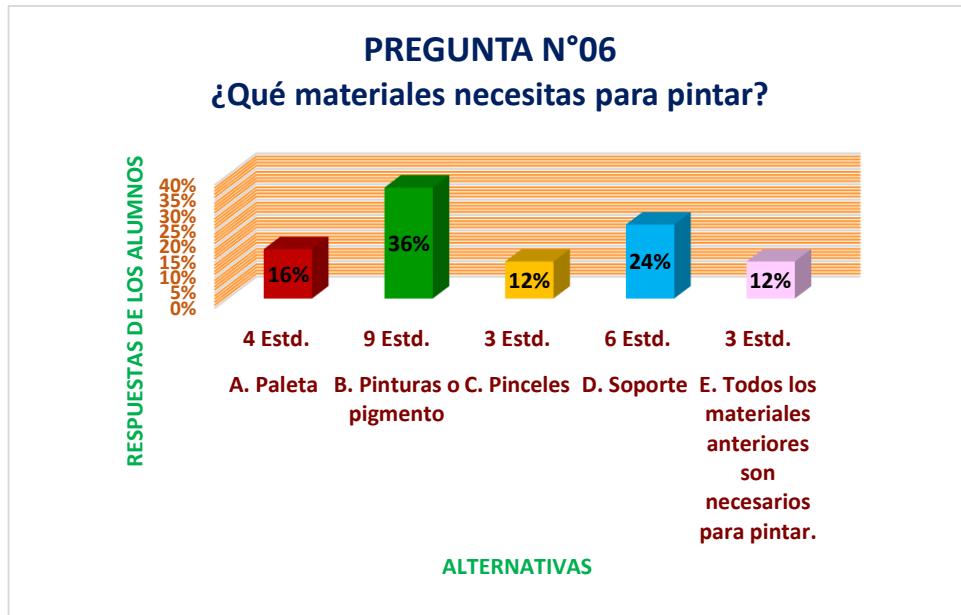 PREGUNTA N°06
¿Qué materiales necesitas para pintar?
RESPUESTAS DE LOS ALUMNOS
40%
35%
30%
25%
20%
15%
10%
5%
0%
16%
36%
12%
24%
12%
4 Estd.
9 Estd.
3 Estd.
6 Estd.
3 Estd.
A. Paleta
B. Pinturas o
pigmento
C. Pinceles
D. Soporte
E. Todos los
materiales
anteriores
son
necesarios
para pintar.
ALTERNATIVAS